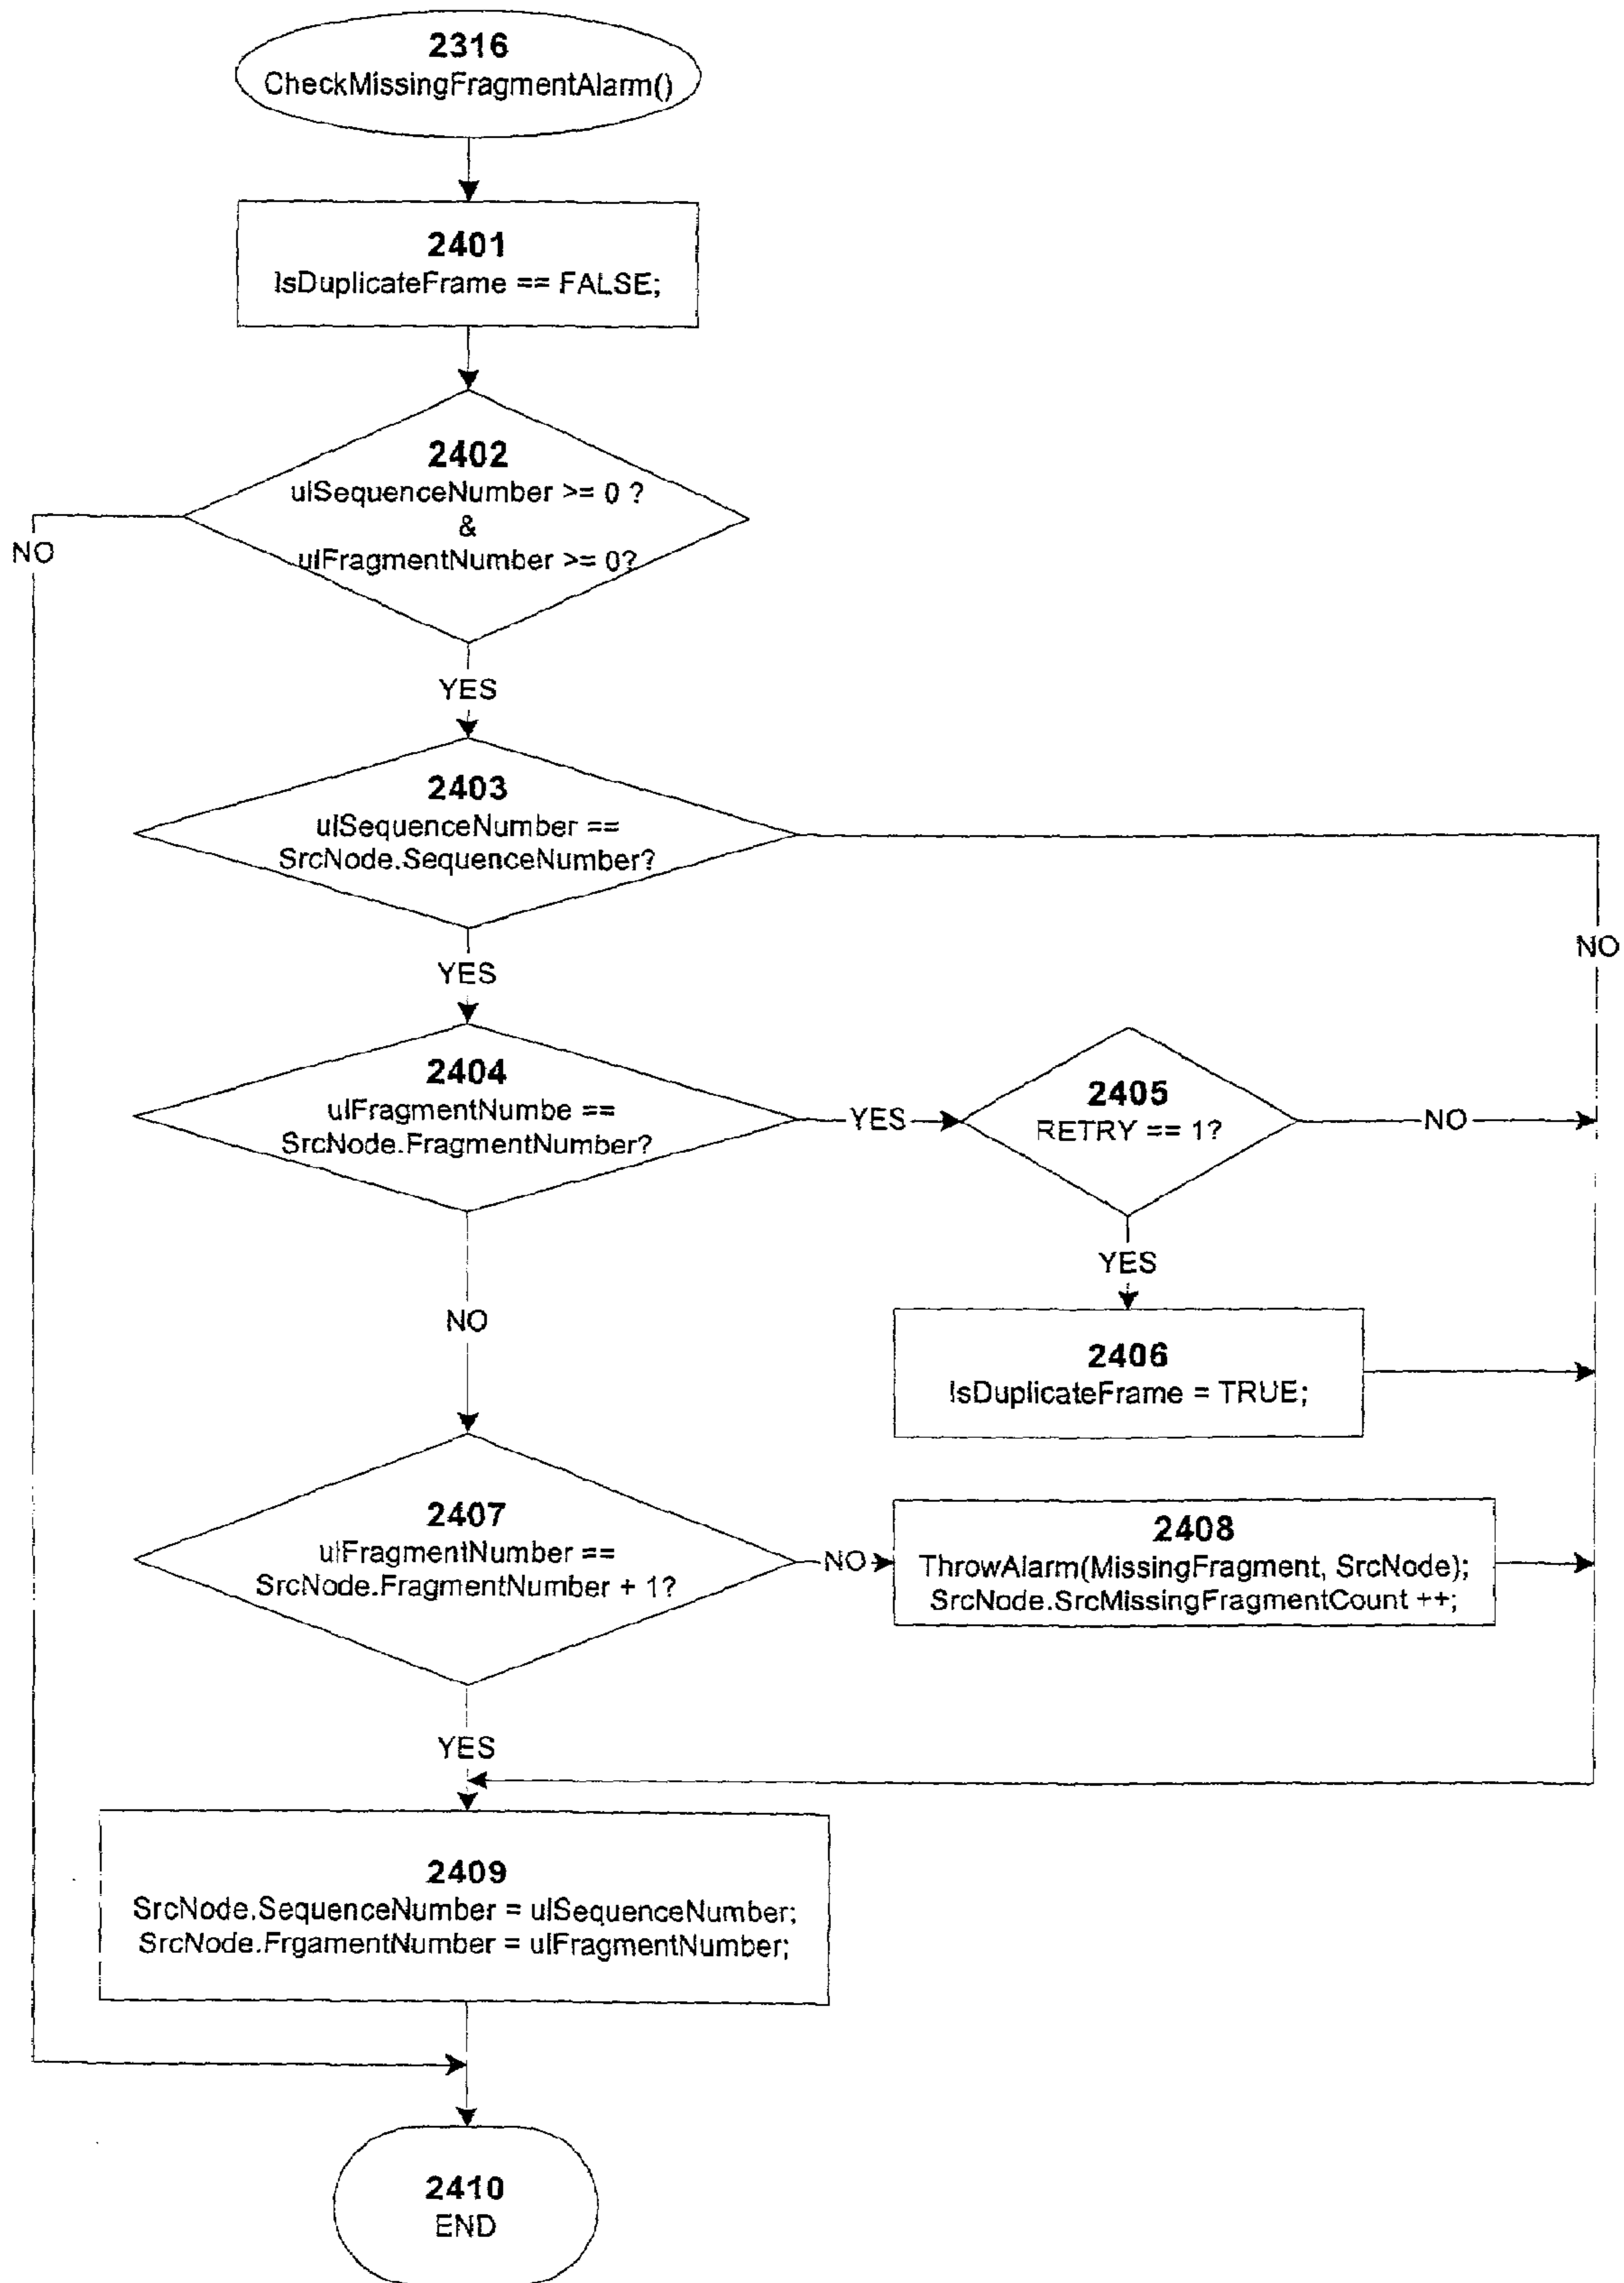 2316
CheckMissingFragmentAlarm()
2401
IsDuplicateFrame == FALSE;
2402
ulSequenceNumber >= 0 ?
&
ulFragmentNumber >= 0?
NO
YES
2403
ulSequenceNumber ==
SrcNode.SequenceNumber?
NO
YES
2404
ulFragmentNumbe ==
SrcNode.FragmentNumber?
YES
2405
RETRY == 1?
NO
YES
NO
2406
IsDuplicateFrame = TRUE;
2407
ulFragmentNumber ==
SrcNode.FragmentNumber + 1?
NO
2408
ThrowAlarm(MissingFragment, SrcNode);
SrcNode.SrcMissingFragmentCount ++;
YES
2409
SrcNode.SequenceNumber = ulSequenceNumber;
SrcNode.FrgamentNumber = ulFragmentNumber;
2410
END